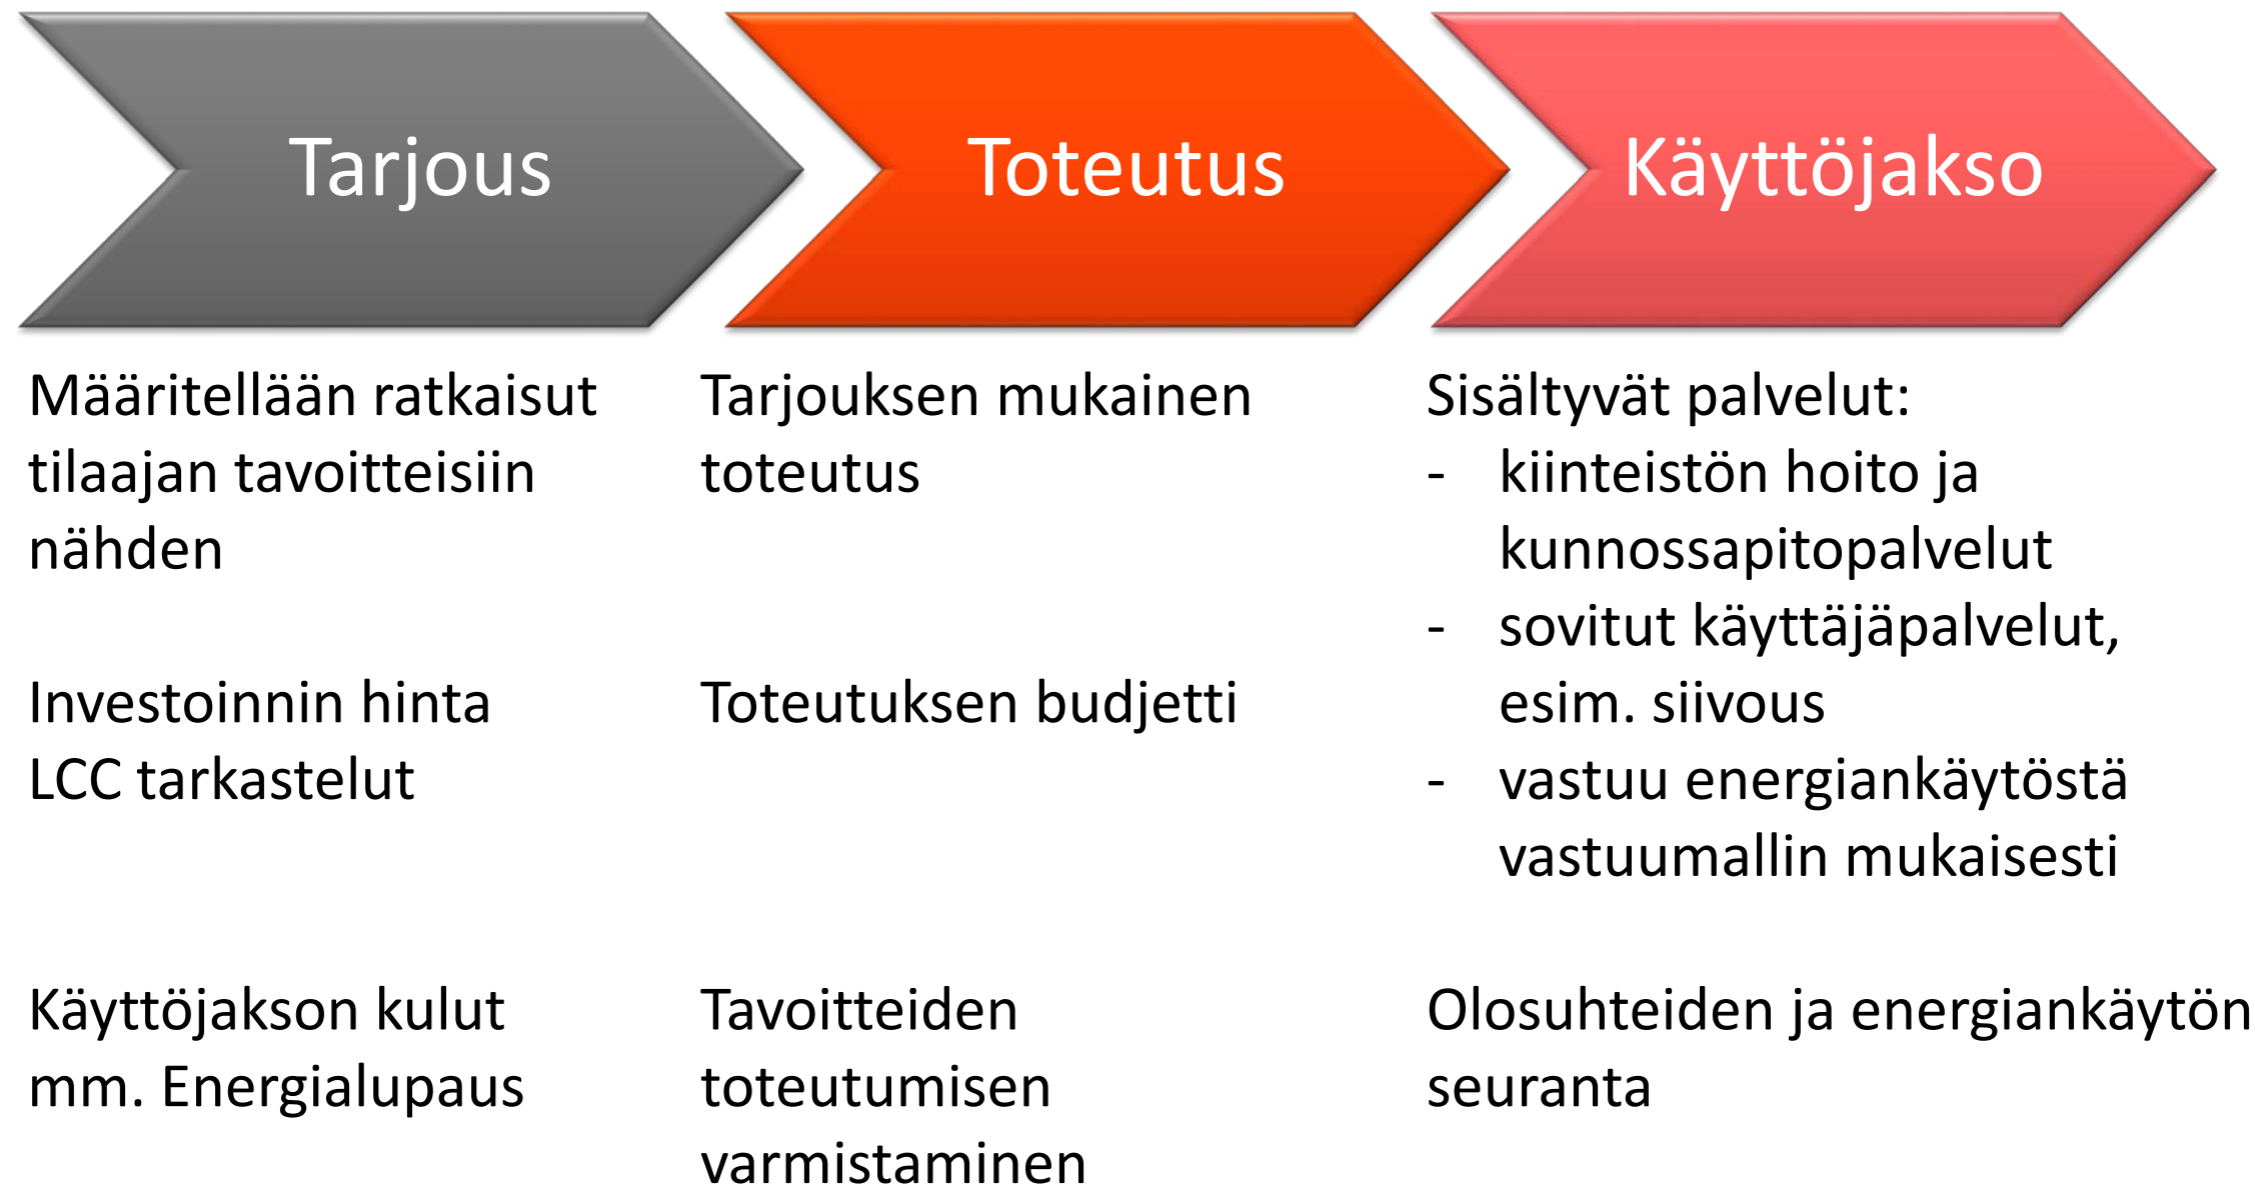 Tarjous
Toteutus
Käyttöjakso
Määritellään ratkaisut
tilaajan tavoitteisiin
nähden
Investoinnin hinta
LCC tarkastelut
Käyttöjakson kulut
mm. Energialupaus
Tarjouksen mukainen
toteutus
Toteutuksen budjetti
Tavoitteiden
toteutumisen
varmistaminen
Sisältyvät palvelut:
- kiinteistön hoito ja
kunnossapitopalvelut
- sovitut käyttäjäpalvelut,
esim. siivous
- vastuu energiankäytöstä
vastuumallin mukaisesti
Olosuhteiden ja energiankäytön
seuranta